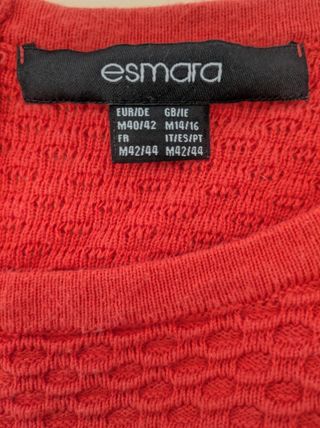 esmara
EUR/DE GB/IE
M40/42 M14/16
FR IT/ES/PT
M42/44 M42/44